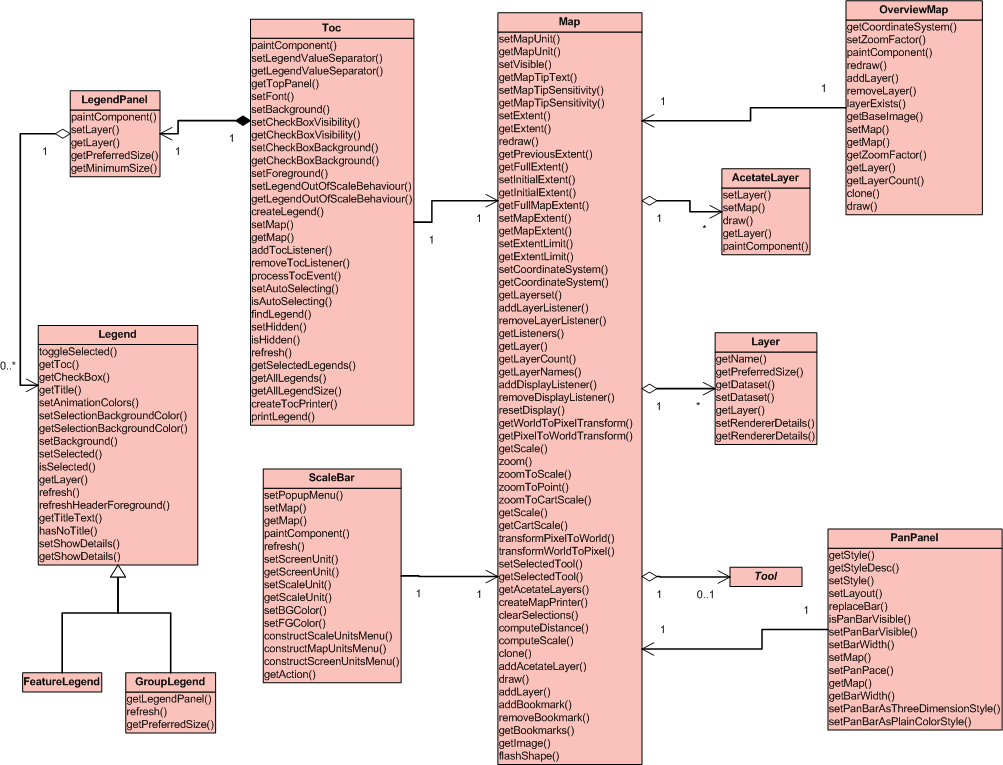 LegendPanel
paintComponent()
setLayer()
getLayer()
getPreferredSize()
getMinimumSize()
1
1
1
0..*
Toc
paintComponent()
setLegendValueSeparator()
getLegendValueSeparator()
getTopPanel()
setFont()
setBackground()
setCheckBoxVisibility()
getCheckBoxVisibility()
setCheckBoxBackground()
getCheckBoxBackground()
setForeground()
setLegendOutOfScaleBehaviour()
getLegendOutOfScaleBehaviour()
createLegend()
setMap()
getMap()
addTocListener()
removeTocListener()
processTocEvent()
setAutoSelecting()
isAutoSelecting()
findLegend()
setHidden()
isHidden()
refresh()
getSelectedLegends()
getAllLegends()
getAllLegendSize()
createTocPrinter()
printLegend()
1
1
Legend
toggleSelected()
getToc()
getCheckBox()
getTitle()
setAnimationColors()
setSelectionBackgroundColor()
getSelectionBackgroundColor()
setBackground()
setSelected()
isSelected()
getLayer()
refresh()
refreshHeaderForeground()
getTitleText()
hasNoTitle()
setShowDetails()
getShowDetails()
FeatureLegend
GroupLegend
getLegendPanel()
refresh()
getPreferredSize()
ScaleBar
setPopupMenu()
setMap()
getMap()
paintComponent()
refresh()
setScreenUnit()
getScreenUnit()
setScaleUnit()
getScaleUnit()
setBGColor()
setFGColor()
constructScaleUnitsMenu()
constructMapUnitsMenu()
constructScreenUnitsMenu()
getAction()
1
1
Map
setMapUnit()
getMapUnit()
setVisible()
getMapTipText()
setMapTipSensitivity()
getMapTipSensitivity()
setExtent()
getExtent()
redraw()
getPreviousExtent()
getFullExtent()
setInitialExtent()
getInitialExtent()
getFullMapExtent()
setMapExtent()
getMapExtent()
setExtentLimit()
getExtentLimit()
setCoordinateSystem()
getCoordinateSystem()
getLayerset()
addLayerListener()
removeLayerListener()
getListeners()
getLayer()
getLayerCount()
getLayerNames()
addDisplayListener()
removeDisplayListener()
resetDisplay()
getWorldToPixelTransform()
getPixelToWorldTransform()
getScale()
zoom()
zoomToScale()
zoomToPoint()
zoomToCartScale()
getScale()
getCartScale()
transformPixelToWorld()
transformWorldToPixel()
setSelectedTool()
getSelectedTool()
getAcetateLayers()
createMapPrinter()
clearSelections()
computeDistance()
computeScale()
clone()
addAcetateLayer()
draw()
addLayer()
addBookmark()
removeBookmark()
getBookmarks()
getImage()
flashShape()
OverviewMap
getCoordinateSystem()
setZoomFactor()
paintComponent()
redraw()
addLayer()
removeLayer()
layerExists()
getBaseImage()
setMap()
getMap()
getZoomFactor()
getLayer()
getLayerCount()
clone()
draw()
1
1
AcetateLayer
setLayer()
setMap()
draw()
getLayer()
paintComponent()
1
*
Layer
getName()
getPreferredSize()
getDataset()
setDataset()
getLayer()
setRendererDetails()
getRendererDetails()
1
*
Tool
1
0..1
PanPanel
getStyle()
getStyleDesc()
setStyle()
setLayout()
replaceBar()
isPanBarVisible()
setPanBarVisible()
setBarWidth()
setMap()
setPanPace()
getMap()
getBarWidth()
setPanBarAsThreeDimensionStyle()
setPanBarAsPlainColorStyle()
1
1